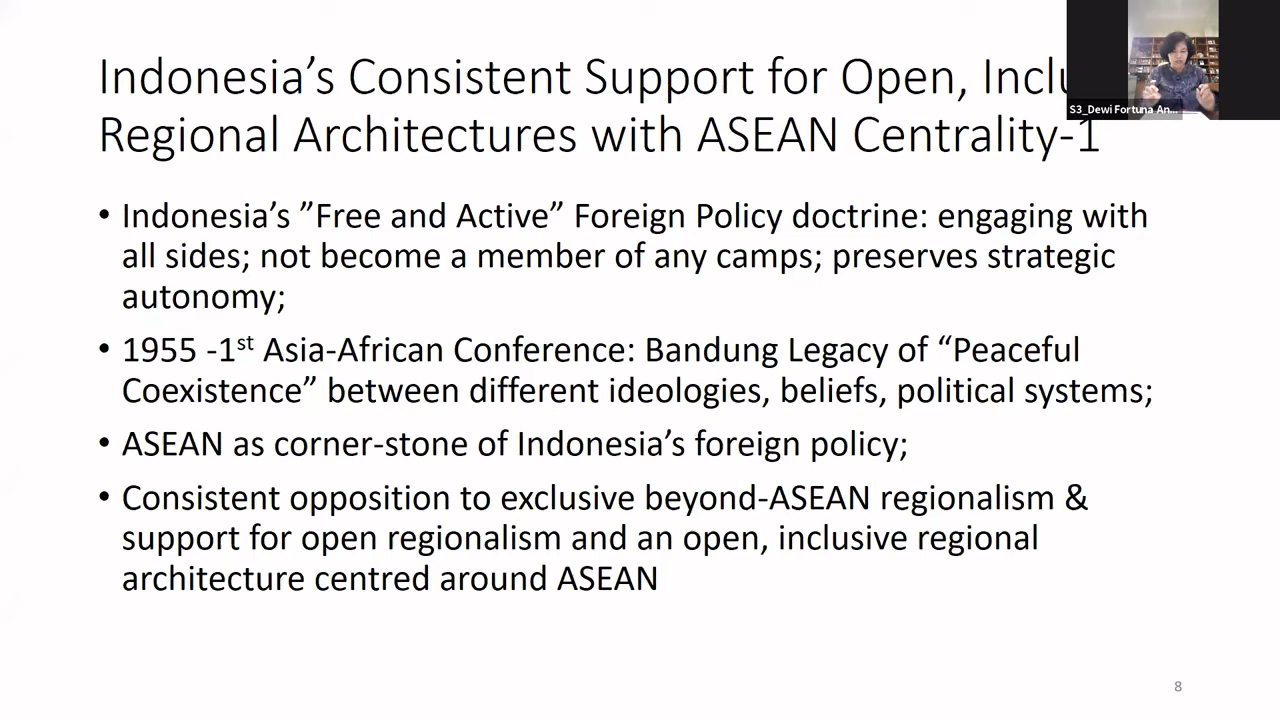 Indonesia’s Consistent Support for Open, Inclu
Regional Architectures with ASEAN Centrality-1
S3_Dewi Fortuna An...
• Indonesia’s ”Free and Active” Foreign Policy doctrine: engaging with
all sides; not become a member of any camps; preserves strategic
autonomy;
• 1955 -1st Asia-African Conference: Bandung Legacy of “Peaceful
Coexistence” between different ideologies, beliefs, political systems;
• ASEAN as corner-stone of Indonesia’s foreign policy;
• Consistent opposition to exclusive beyond-ASEAN regionalism &
support for open regionalism and an open, inclusive regional
architecture centred around ASEAN
8